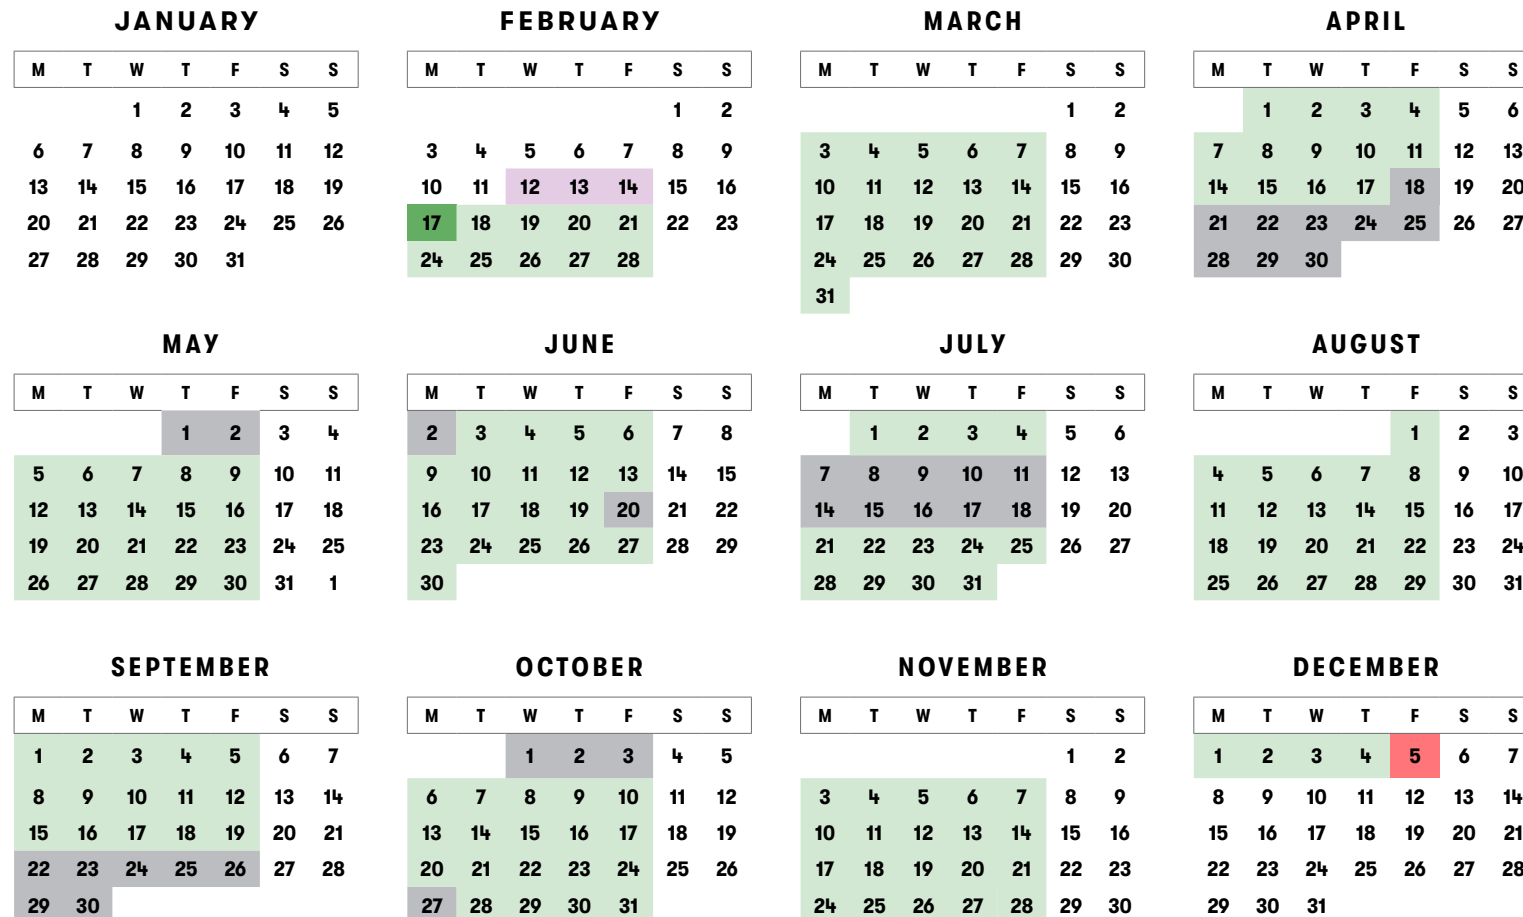 JANUARY FEBRUARY MARCH APRIL
M T W T F S S M T W T F S S M T W T F S S M T W T F S S
1 2 3 4 5 1 2 1 2 1 2 3 4 5 6
6 7 8 9 10 11 12 3 4 5 6 7 8 9 3 4 5 6 7 8 9 7 8 9 10 11 12 13
13 14 15 16 17 18 19 10 11 12 13 14 15 16 10 11 12 13 14 15 16 14 15 16 17 18 19 20
20 21 22 23 24 25 26 17 18 19 20 21 22 23 17 18 19 20 21 22 23 21 22 23 24 25 26 27
27 28 29 30 31 24 25 26 27 28 24 25 26 27 28 29 30 28 29 30
31
MAY JUNE JULY AUGUST
M T W T F S S M T W T F S S M T W T F S S M T W T F S S
1 2 3 4 2 3 4 5 6 7 8 1 2 3 4 5 6 1 2 3
5 6 7 8 9 10 11 9 10 11 12 13 14 15 7 8 9 10 11 12 13 4 5 6 7 8 9 10
12 13 14 15 16 17 18 16 17 18 19 20 21 22 14 15 16 17 18 19 20 11 12 13 14 15 16 17
19 20 21 22 23 24 25 23 24 25 26 27 28 29 21 22 23 24 25 26 27 18 19 20 21 22 23 24
26 27 28 29 30 31 1 30 28 29 30 31 25 26 27 28 29 30 31
SEPTEMBER OCTOBER NOVEMBER DECEMBER
M T W T F S S M T W T F S S M T W T F S S M T W T F S S
1 2 3 4 5 6 7 1 2 3 4 5 1 2 1 2 3 4 5 6 7
8 9 10 11 12 13 14 6 7 8 9 10 11 12 3 4 5 6 7 8 9 8 9 10 11 12 13 14
15 16 17 18 19 20 21 13 14 15 16 17 18 19 10 11 12 13 14 15 16 15 16 17 18 19 20 21
22 23 24 25 26 27 28 20 21 22 23 24 25 26 17 18 19 20 21 22 23 22 23 24 25 26 27 28
29 30 27 28 29 30 31 24 25 26 27 28 29 30 29 30 31